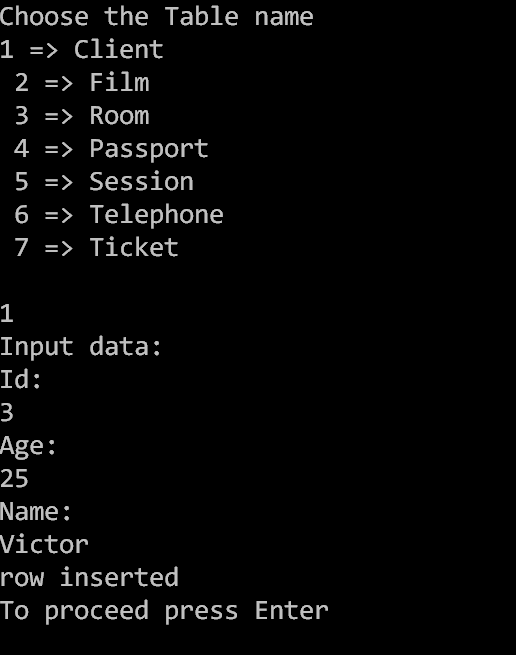 Choose the Table name
1 => Client
2 => Film
3 => Room
4 => Passport
5 => Session
6 => Telephone
7 => Ticket
1
Input data:
Id:
3
Age:
25
Name:
Victor
row inserted
To proceed press Enter